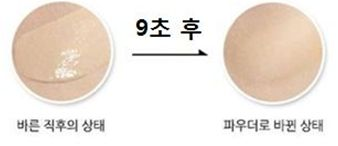 9초 후
바른 직후의 상태
파우더로 바뀐 상태